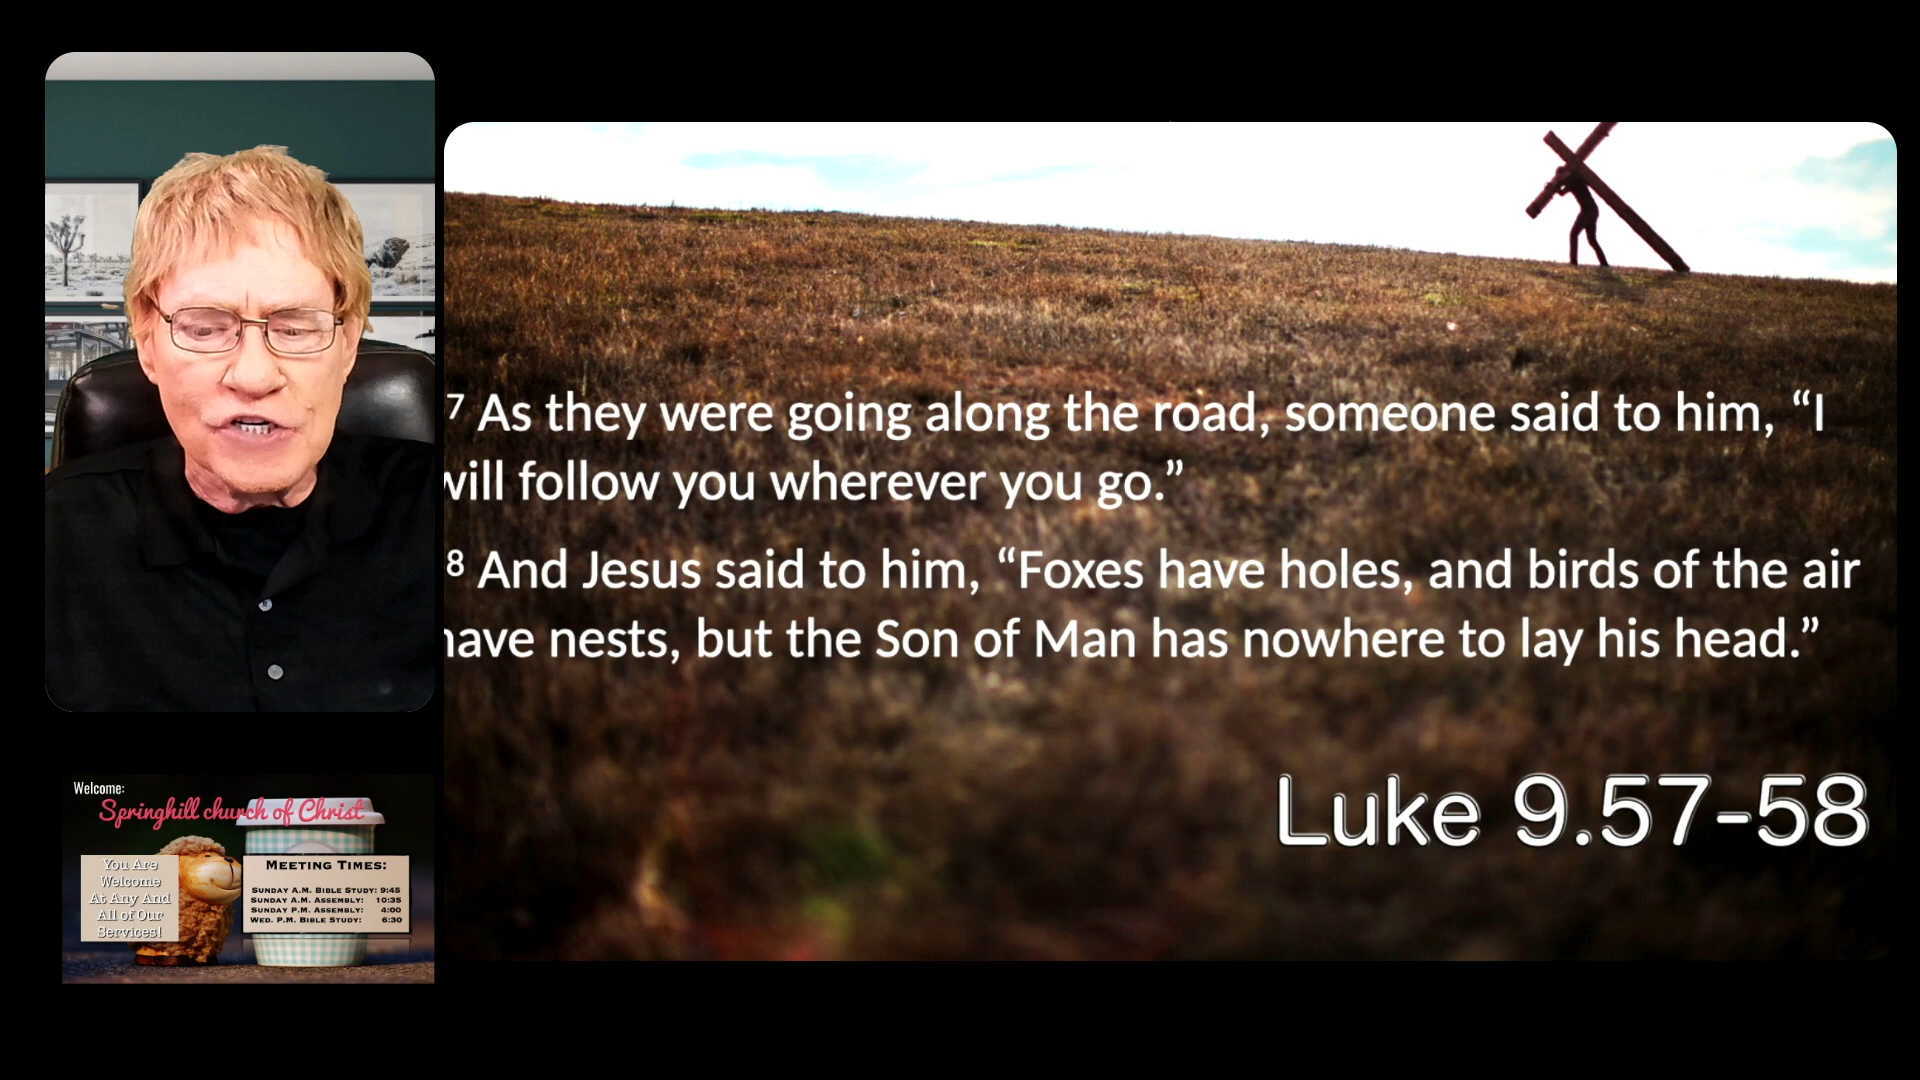 7 As they were going along the road, someone said to him, “I
will follow you wherever you go.”
8 And Jesus said to him, “Foxes have holes, and birds of the air
have nests, but the Son of Man has nowhere to lay his head.”
Luke 9.57-58
Welcome:
Springhill church of Christ
You Are
Welcome
At Any And
All of Our
Services!
MEETING TIMES:
SUNDAY A.M. BIBLE STUDY: 9:45
SUNDAY A.M. ASSEMBLY: 10:35
SUNDAY P.M. ASSEMBLY: 4:00
WED. P.M. BIBLE STUDY: 6:30